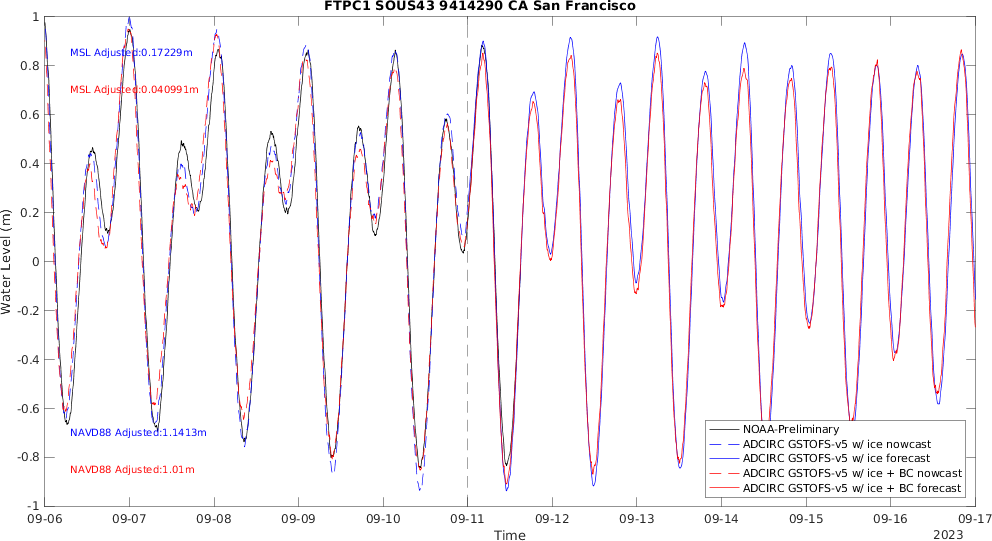 FTPC1 SOUS43 9414290 CA San Francisco
MSL Adjusted:0.17229m
MSL Adjusted:0.040991m
NAVD88 Adjusted:1.1413m
NAVD88 Adjusted:1.01m
Water Level (m)
1
0.8
0.6
0.4
0.2
0
-0.2
-0.4
-0.6
-0.8
-1
NOAA-Preliminary
ADCIRC GSTOFS-v5 w/ ice nowcast
ADCIRC GSTOFS-v5 w/ ice forecast
ADCIRC GSTOFS-v5 w/ ice + BC nowcast
ADCIRC GSTOFS-v5 w/ ice + BC forecast
09-06 09-07 09-08 09-09 09-10 09-11 09-12 09-13 09-14 09-15 09-16 09-17
Time
2023